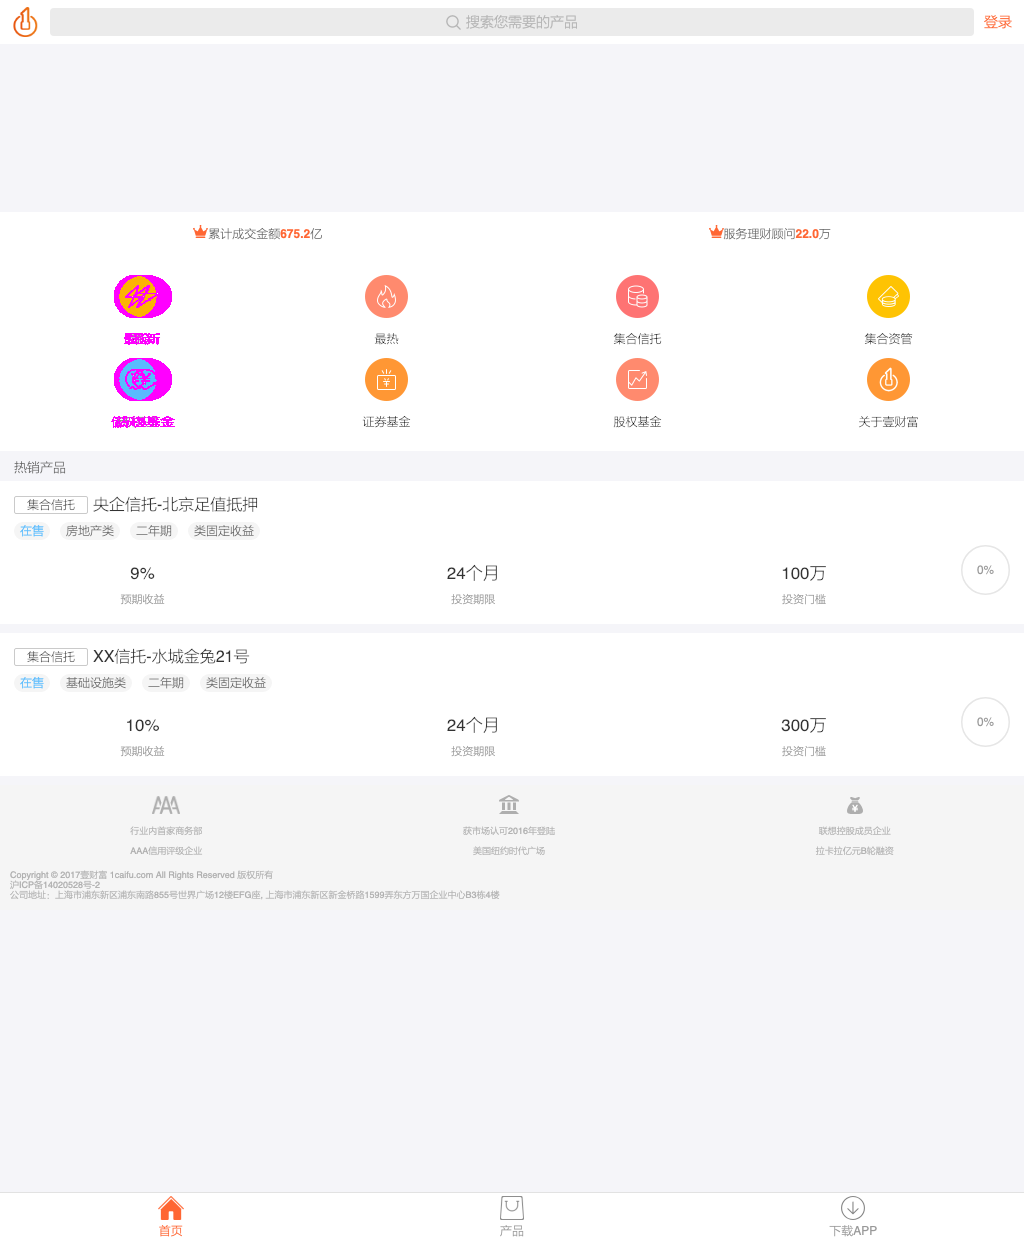 搜索您需要的产品
登录
累计成交金额675.2亿
服务理财顾问22.0万
最热
集合信托
集合资管
证券基金
股权基金
关于壹财富
热销产品
集合信托 央企信托-北京足值抵押
在售 房地产类 二年期 类固定收益
9% 24个月 100万
0%
预期收益 投资期限 投资门槛
集合信托 XX信托-水城金兔21号
在售 基础设施类 二年期 类固定收益
10% 24个月 300万
0%
预期收益 投资期限 投资门槛
行业内首家商务部 获市场认可2016年登陆 联想控股成员企业
AAA信用评级企业 美国纽约时代广场 拉卡拉亿元B轮融资
Copyright © 2017壹财富 1caifu.com All Rights Reserved 版权所有
沪ICP备14020528号-2
公司地址：上海市浦东新区浦东南路855号世界广场12楼EFG座, 上海市浦东新区新金桥路1599弄东方万国企业中心B3栋4楼
首页 产品 下载APP